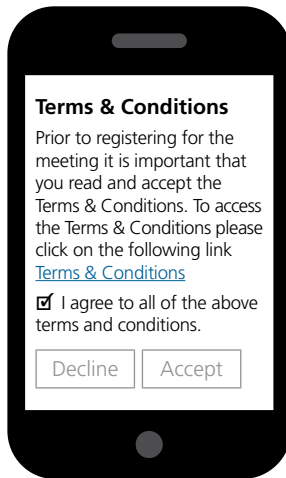 Terms & Conditions
Prior to registering for the
meeting it is important that
you read and accept the
Terms & Conditions. To access
the Terms & Conditions please
click on the following link
Terms & Conditions
I agree to all of the above
terms and conditions.
Decline Accept